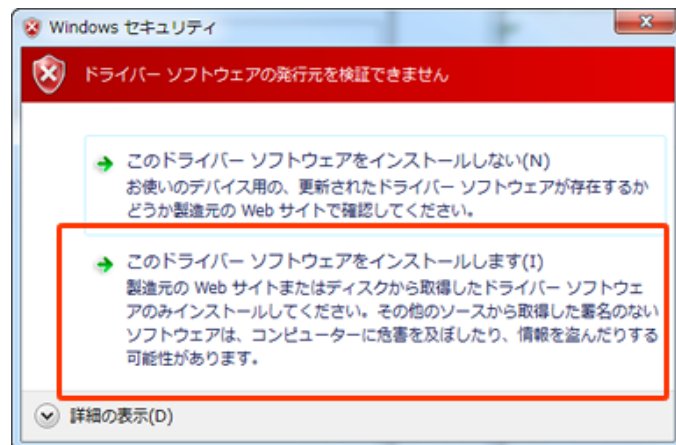 Windows セキュリティ
ドライバー ソフトウェアの発行元を検証できません
このドライバー ソフトウェアをインストールしない(N)
お使いのデバイス用の、更新されたドライバー ソフトウェアが存在するか
どうか製造元の Web サイトで確認してください。
このドライバー ソフトウェアをインストールします(I)
製造元の Web サイトまたはディスクから取得したドライバー ソフトウェ
アのみインストールしてください。その他のソースから取得した署名のない
ソフトウェアは、コンピューターに危害を及ぼしたり、情報を盗んだりする
可能性があります。
詳細の表示(D)